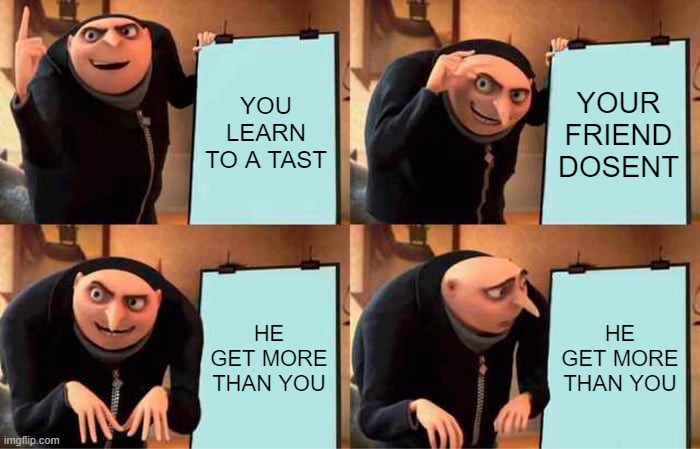 YOU
LEARN
TO A TAST
YOUR
FRIEND
DOSENT
HE
GET MORE
THAN YOU
HE
GET MORE
THAN YOU
imgflip.com